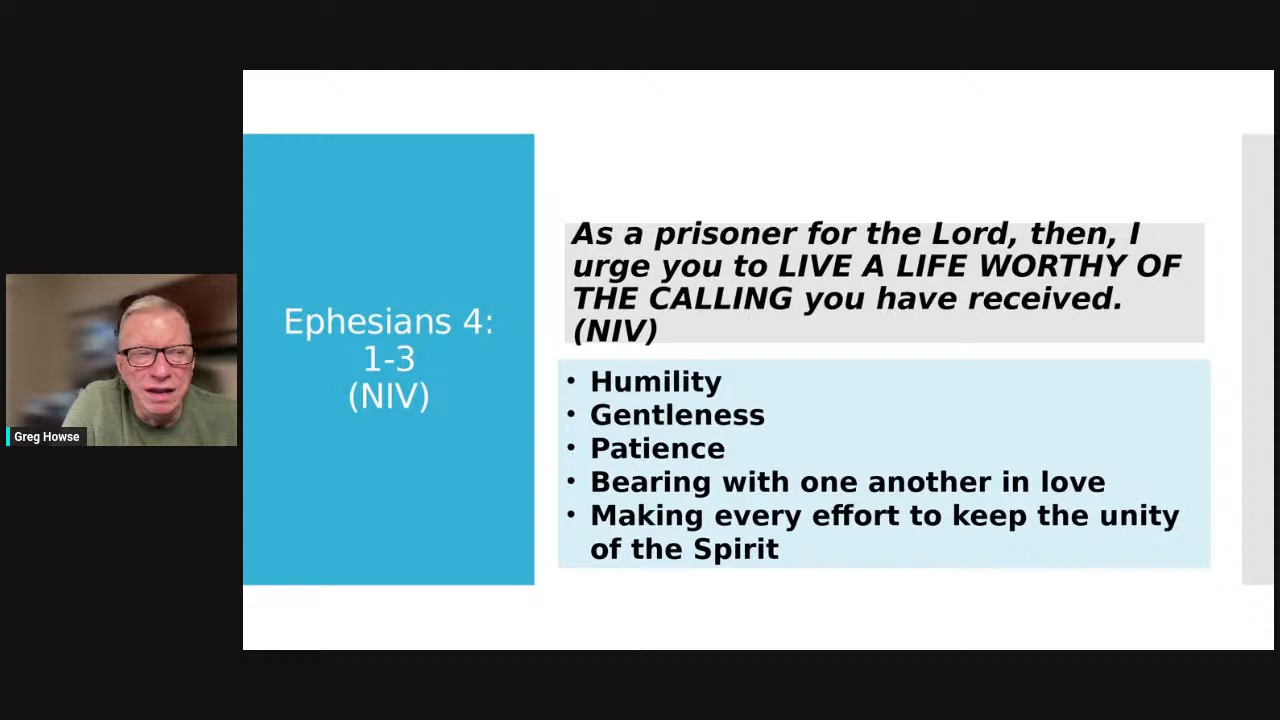 Greg Howse
Ephesians 4:
1-3
(NIV)
As a prisoner for the Lord, then, I
urge you to LIVE A LIFE WORTHY OF
THE CALLING you have received.
(NIV)
• Humility
• Gentleness
• Patience
• Bearing with one another in love
• Making every effort to keep the unity
of the Spirit